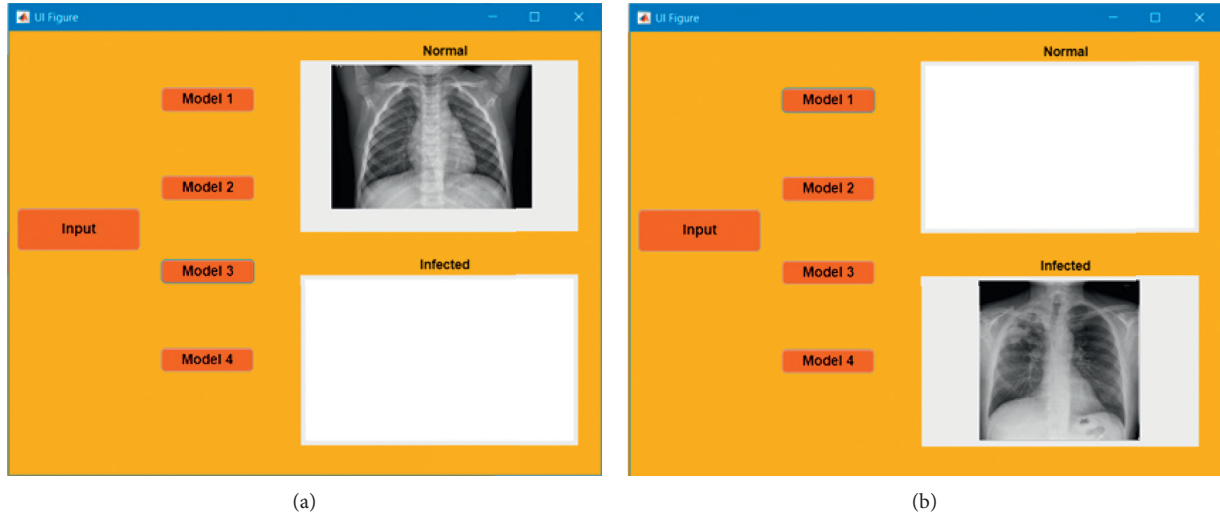 UI Figure
Normal
Model 1
Model 2
Input
Infected
Model 3
Model 4
(a)
UI Figure
Normal
Model 1
Model 2
Input
Infected
Model 3
Model 4
(b)